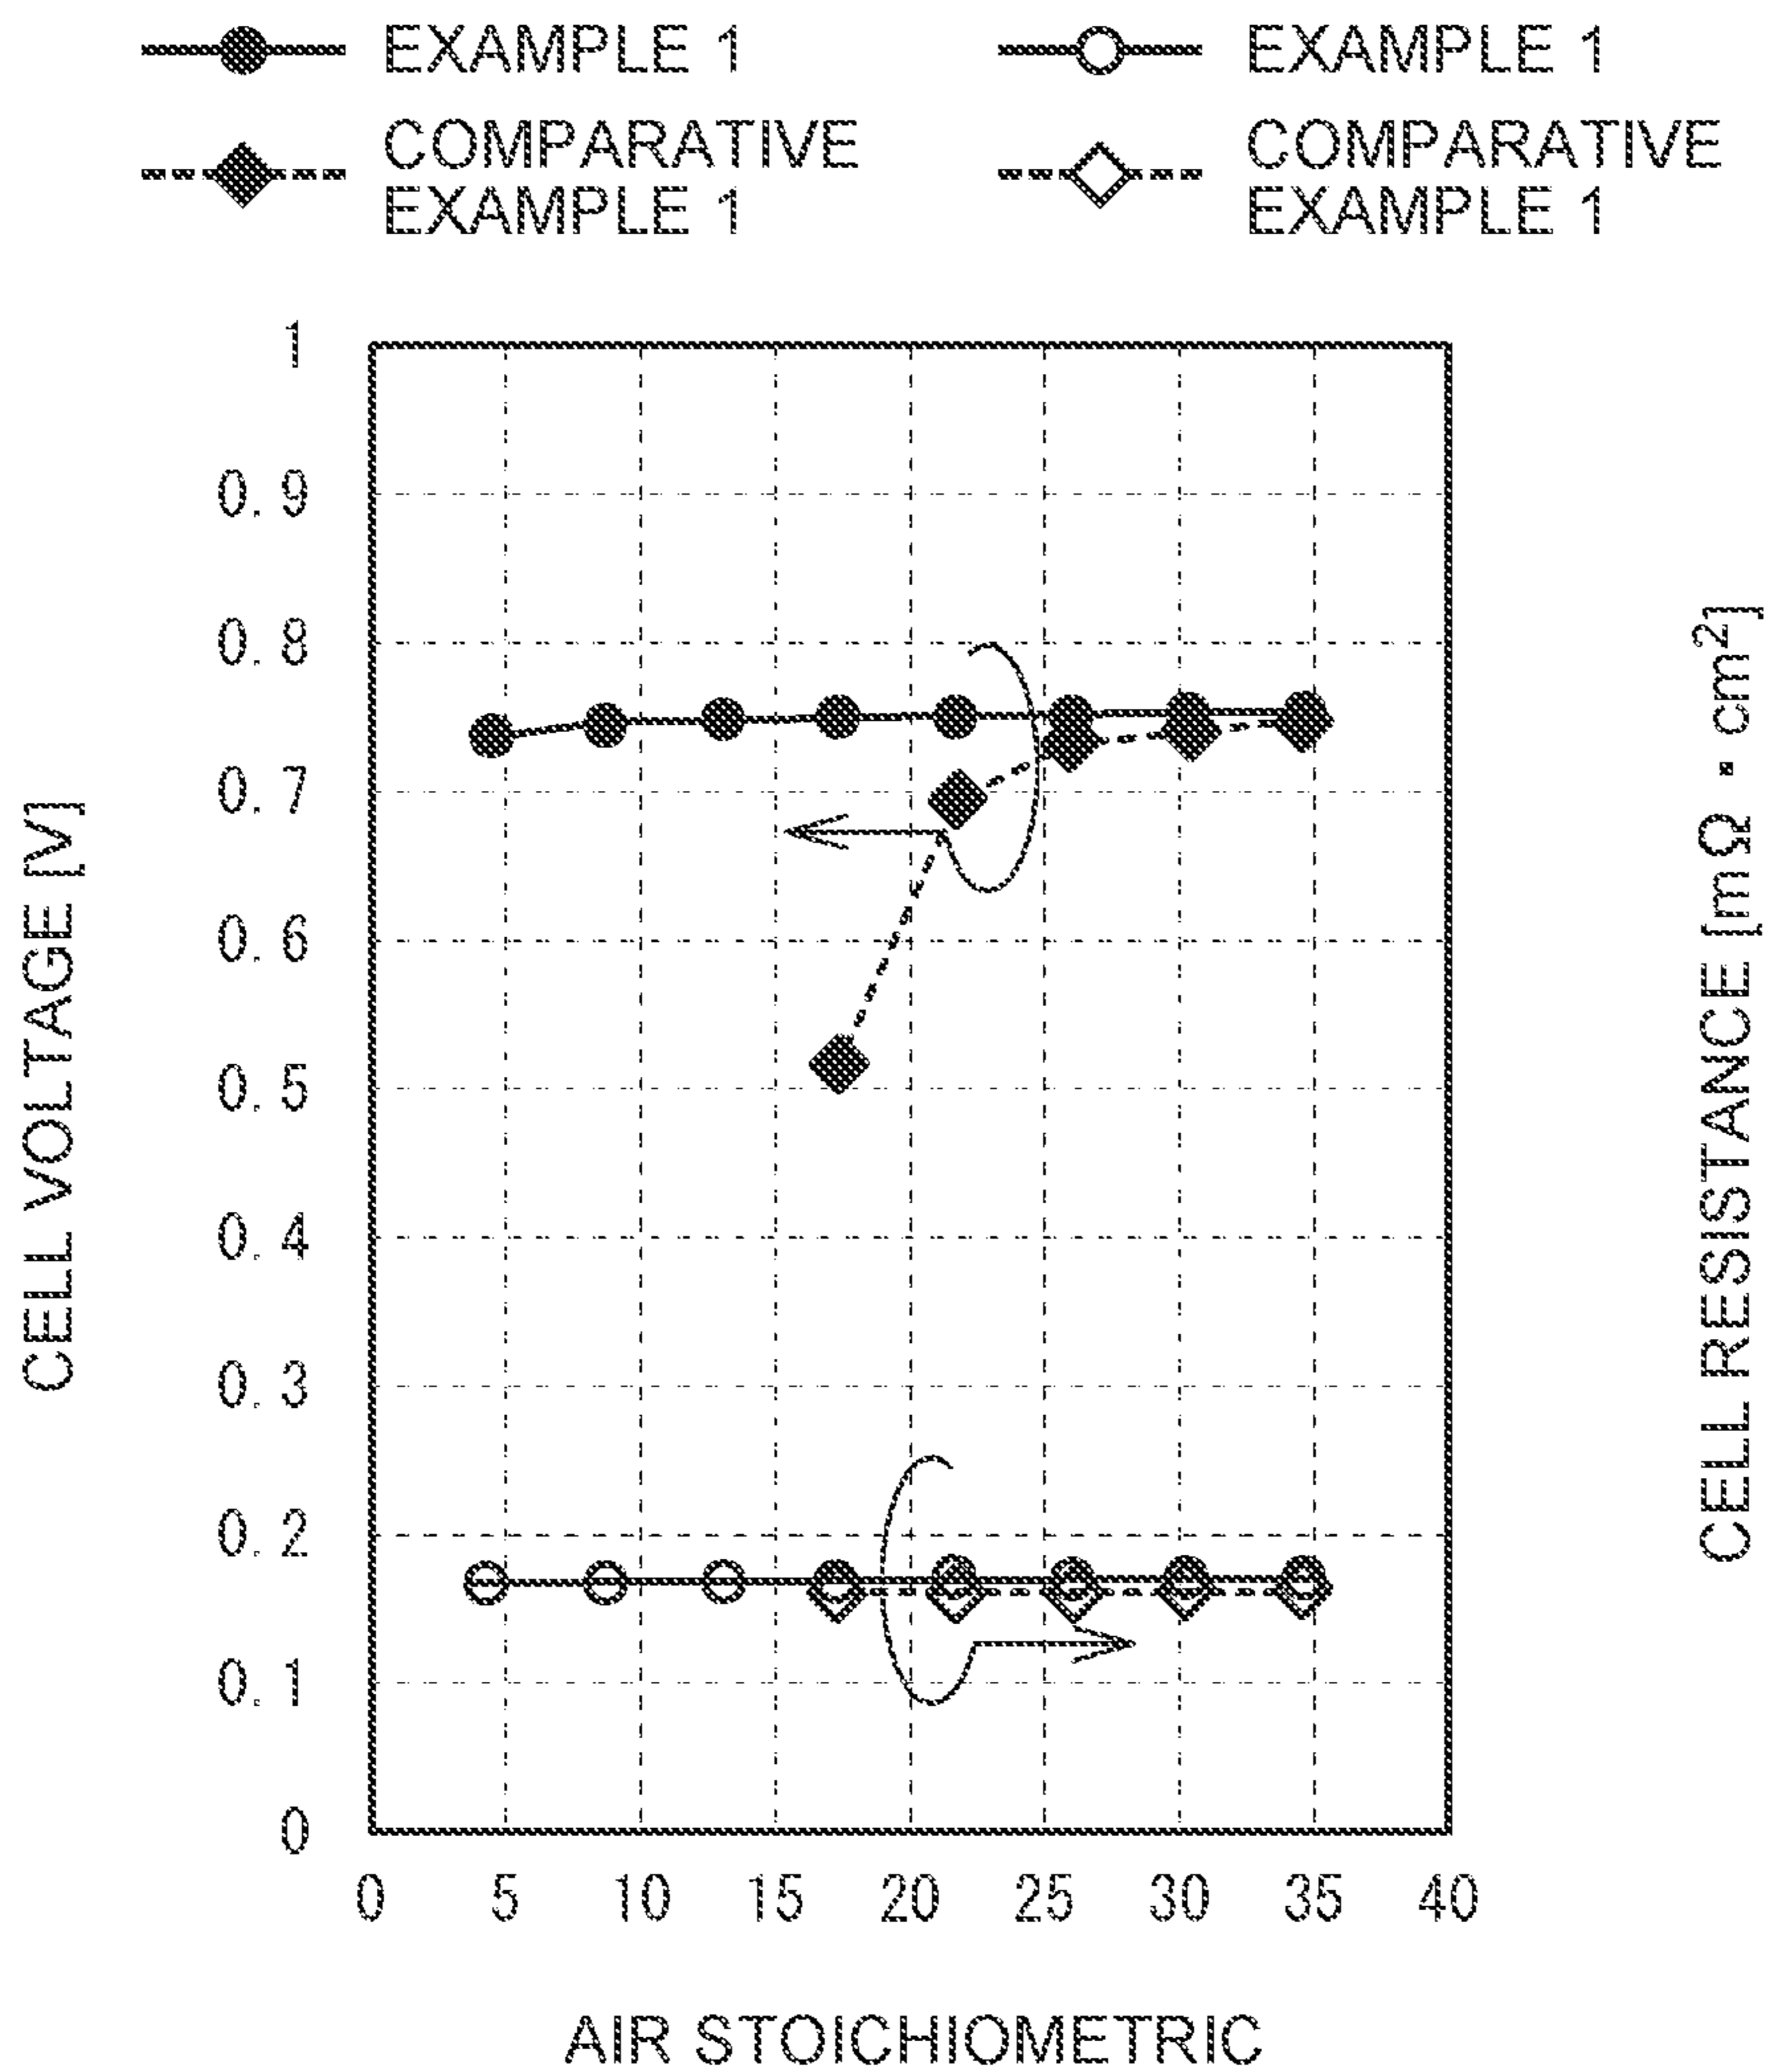 EXAMPLE 1
EXAMPLE 1
COMPARATIVE
EXAMPLE 1
COMPARATIVE
EXAMPLE 1
1
0.9
0.8
0.7
0.6
0.5
0.4
0.3
0.2
0.1
0
CELL VOLTAGE [V]
CELL RESISTANCE [mΩ · cm²]
0 5 10 15 20 25 30 35 40
AIR STOICHIOMETRIC